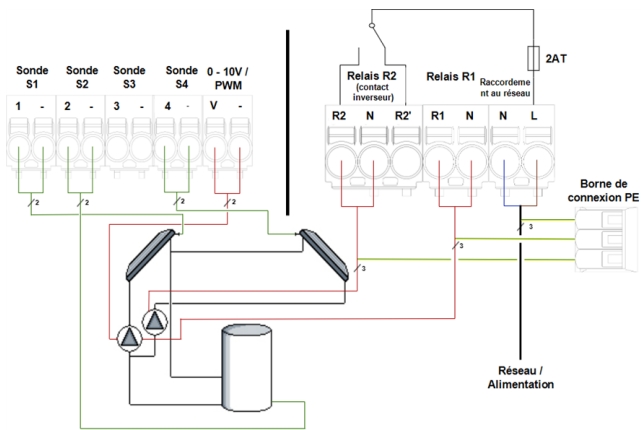 2AT
Sonde
S1
Sonde
S2
Sonde
S3
Sonde
S4
0 - 10V /
PWM
Relais R2
(contact
inverseur)
Relais R1
Raccordeme
nt au réseau
1 - 2 - 3 - 4 - V -
R2 N R2' R1 N N L
Borne de
connexion PE
2 2 2 2
3
3
3
Réseau /
Alimentation